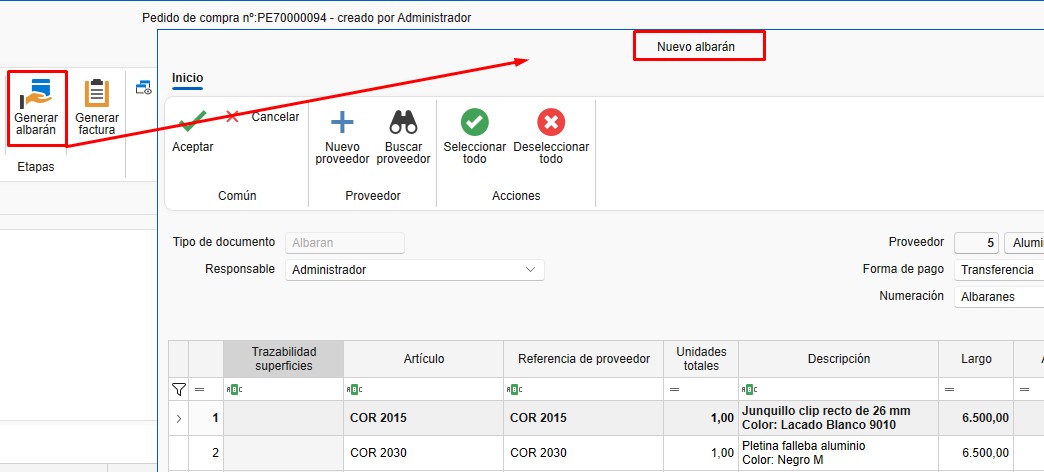 Pedido de compra nº:PE70000094 - creado por Administrador
Nuevo albarán
Inicio
Generar albarán
Generar factura
Etapas
Aceptar
Cancelar
Común
Nuevo proveedor
Buscar proveedor
Proveedor
Seleccionar todo
Deseleccionar todo
Acciones
Tipo de documento Albaran
Responsable Administrador
Proveedor 5
Forma de pago Transferencia
Numeración Albaranes
Trazabilidad superficies Artículo Referencia de proveedor Unidades totales Descripción Largo
= ABC ABC ABC = ABC = =
1 COR 2015 COR 2015 1,00 Junquillo clip recto de 26 mm 6.500,00
Color: Lacado Blanco 9010
2 COR 2030 COR 2030 1,00 Pletina falleba aluminio 6.500,00
Color: Negro M